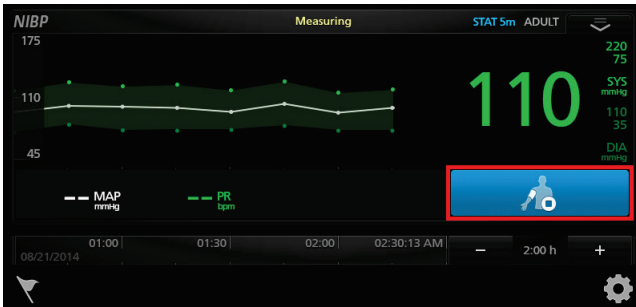 NIBP Measuring STAT 5m ADULT
175
220
75
SYS
mmHg
110
110
110
35
45
DIA
mmHg
-- MAP
mmHg
-- PR
bpm
01:00 01:30 02:00 02:30:13 AM
08/21/2014
− 2:00 h +